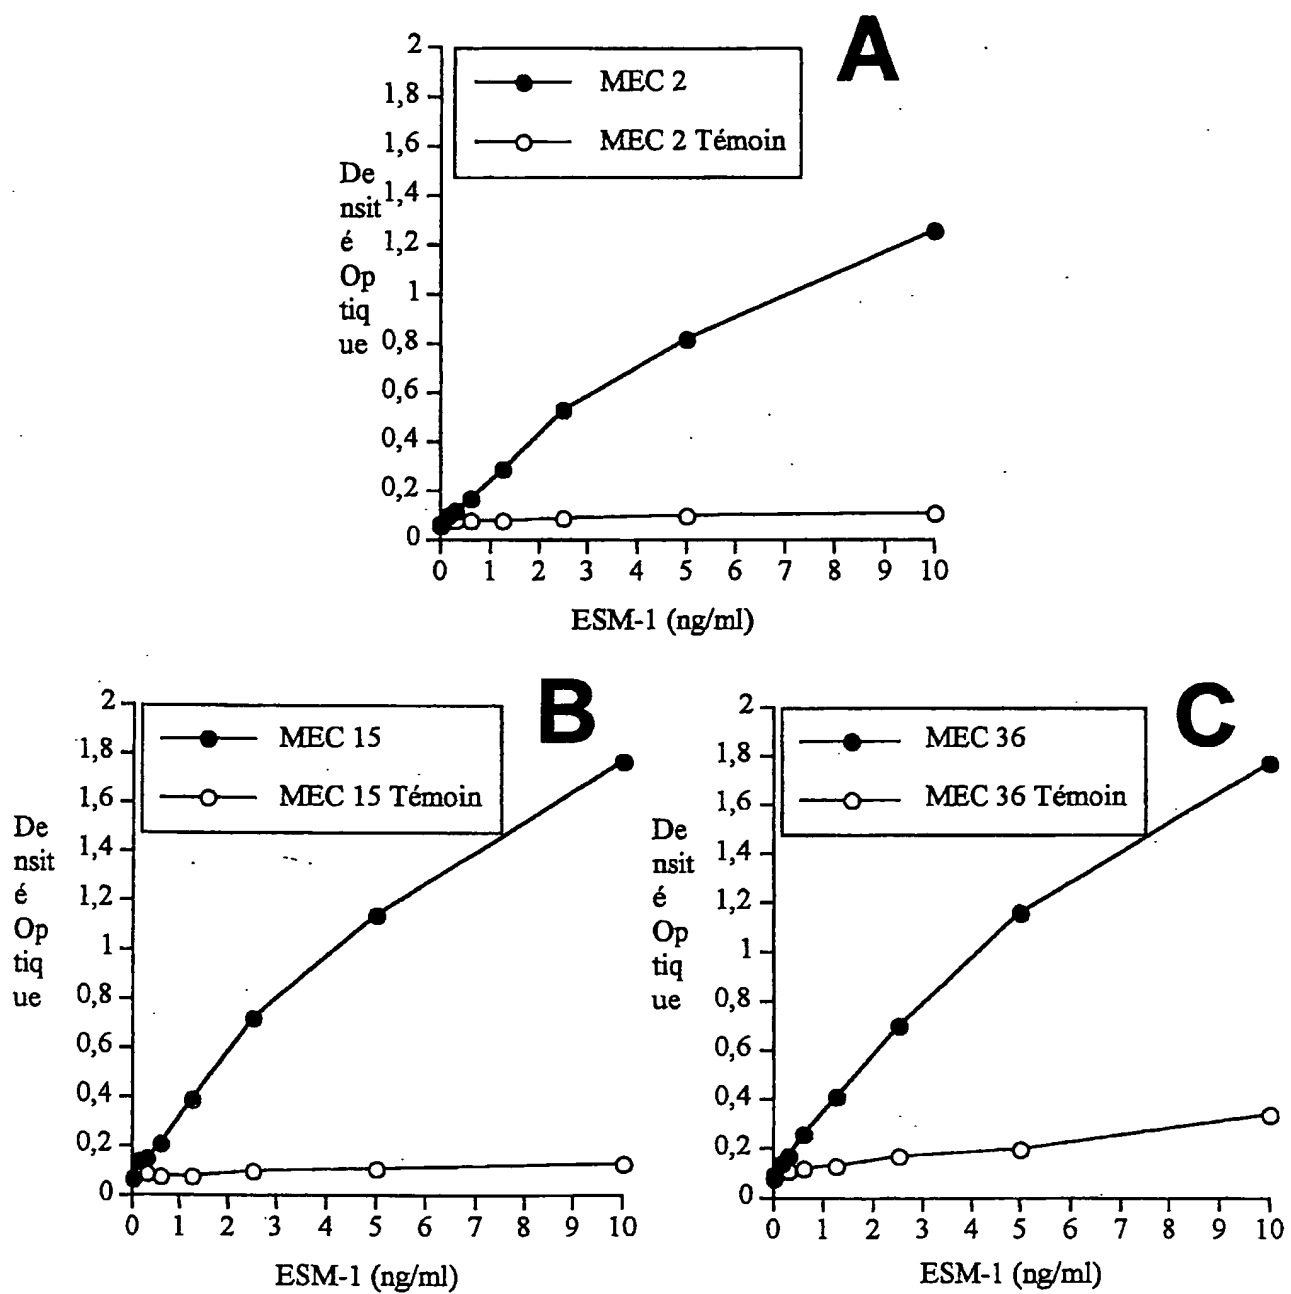 A
MEC 2
MEC 2 Témoin
De
nsit
é
Op
tiq
ue
2
1,8
1,6
1,4
1,2
1
0,8
0,6
0,4
0,2
0
0 1 2 3 4 5 6 7 8 9 10
ESM-1 (ng/ml)
B
MEC 15
MEC 15 Témoin
De
nsit
é
Op
tiq
ue
2
1,8
1,6
1,4
1,2
1
0,8
0,6
0,4
0,2
0
0 1 2 3 4 5 6 7 8 9 10
ESM-1 (ng/ml)
C
MEC 36
MEC 36 Témoin
De
nsit
é
Op
tiq
ue
2
1,8
1,6
1,4
1,2
1
0,8
0,6
0,4
0,2
0
0 1 2 3 4 5 6 7 8 9 10
ESM-1 (ng/ml)